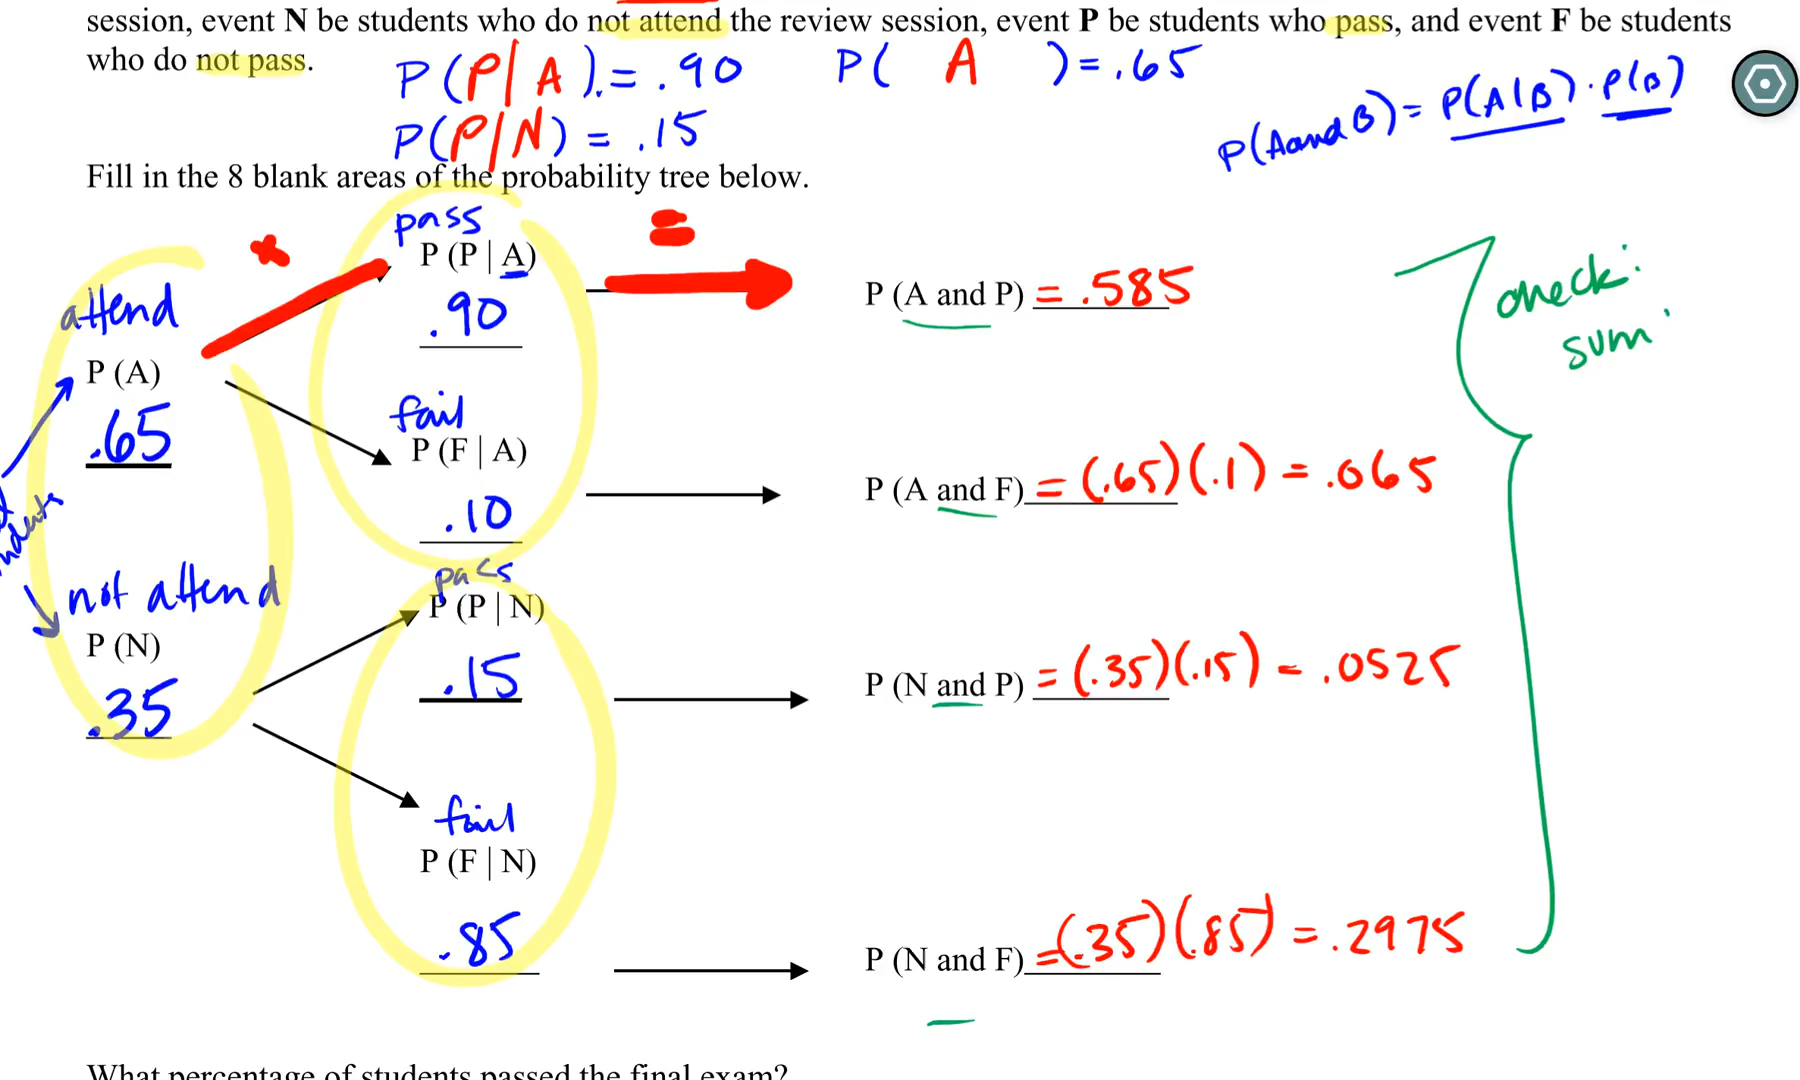 session, event N be students who do not attend the review session, event P be students who pass, and event F be students
who do not pass.
P(P|A).= .90
P( A )=.65
P(A and B)= P(A|B)·P(B)
P(P|N) = .15
Fill in the 8 blank areas of the probability tree below.
pass
P (P | A)
.90
=
P (A and P) = .585
check:
sum
attend
P (A)
.65
fail
P (F | A)
.10
P (A and F) = (.65)(.1) = .065
not attend
P (N)
.35
pass
P (P | N)
.15
P (N and P) = (.35)(.15) = .0525
fail
P (F | N)
.85
P (N and F) =(.35)(.85) = .2975
What percentage of students passed the final exam?